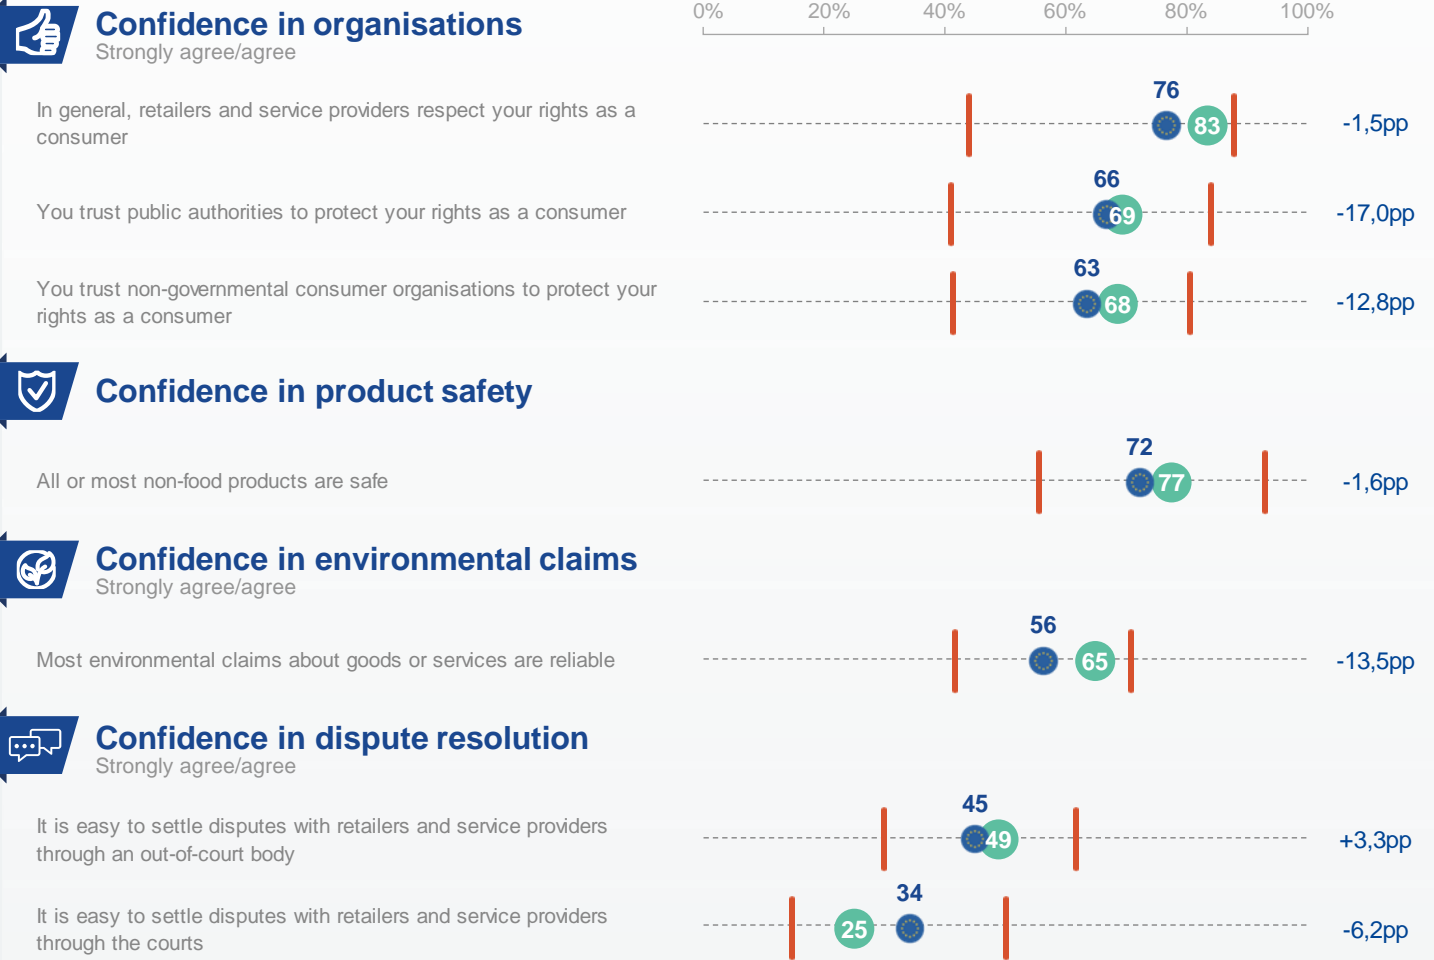 Confidence in organisations
Strongly agree/agree
0% 20% 40% 60% 80% 100%
In general, retailers and service providers respect your rights as a
consumer
76
83
-1,5pp
You trust public authorities to protect your rights as a consumer
66
69
-17,0pp
You trust non-governmental consumer organisations to protect your
rights as a consumer
63
68
-12,8pp
Confidence in product safety
All or most non-food products are safe
72
77
-1,6pp
Confidence in environmental claims
Strongly agree/agree
Most environmental claims about goods or services are reliable
56
65
-13,5pp
Confidence in dispute resolution
Strongly agree/agree
It is easy to settle disputes with retailers and service providers
through an out-of-court body
45
49
+3,3pp
It is easy to settle disputes with retailers and service providers
through the courts
34
25
-6,2pp